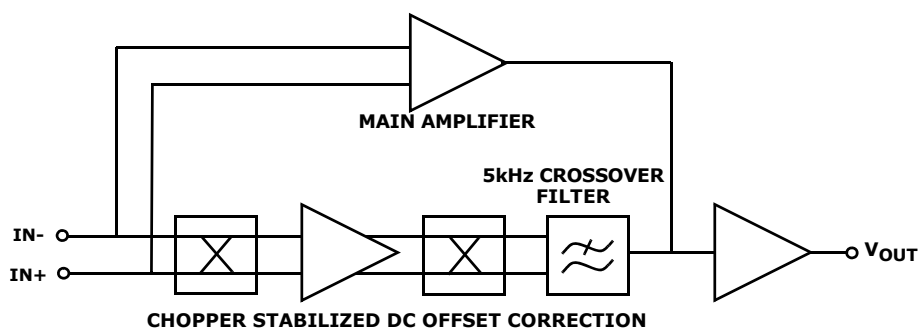 MAIN AMPLIFIER
5kHz CROSSOVER
FILTER
IN-
IN+
VOUT
CHOPPER STABILIZED DC OFFSET CORRECTION